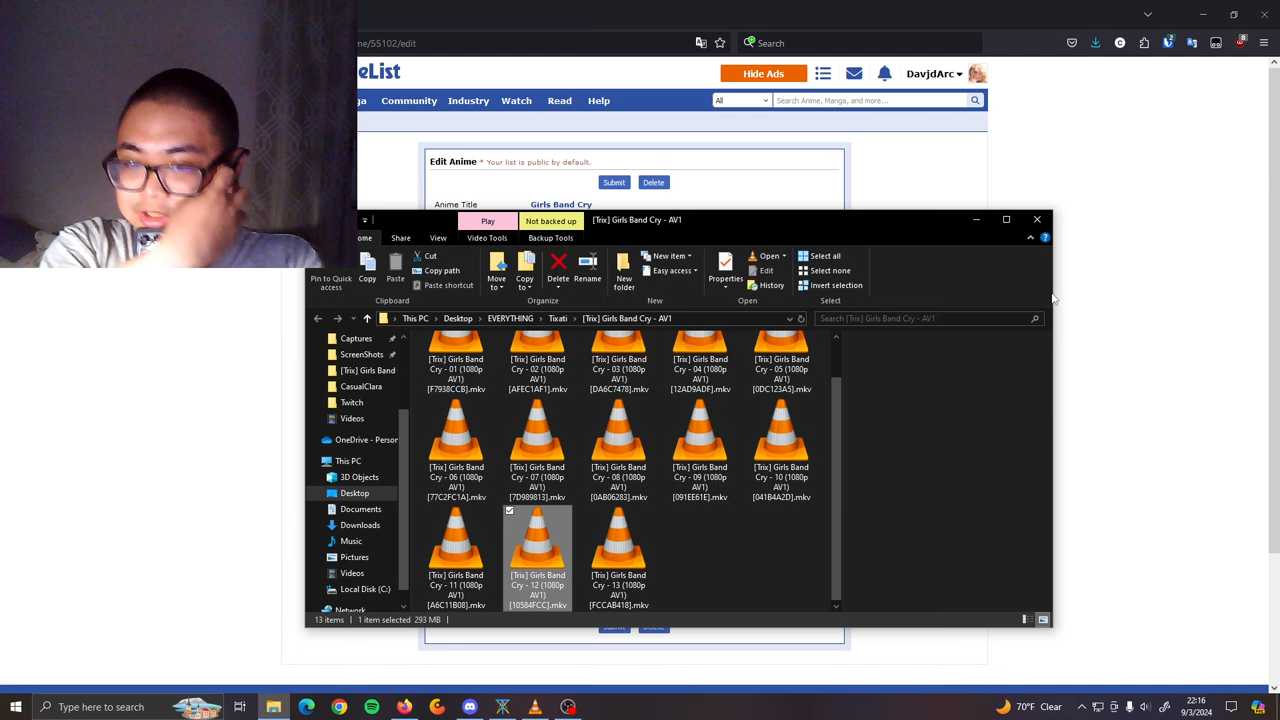 ne/55102/edit
Search
8
eList
Hide Ads
DavjdArc
ga Community Industry Watch Read Help
All Search Anime, Manga, and more...
Edit Anime * Your list is public by default.
Submit Delete
Anime Title Girls Band Cry
Play Not backed up [Trix] Girls Band Cry - AV1
ome Share View Video Tools Backup Tools
Pin to Quick access
Copy
Paste
Cut
Copy path
Paste shortcut
Move to
Copy to
Delete
Rename
New folder
New item
Easy access
Properties
Open
Edit
History
Select all
Select none
Invert selection
Clipboard Organize New Open Select
This PC Desktop EVERYTHING Tixati [Trix] Girls Band Cry - AV1
Search [Trix] Girls Band Cry - AV1
Captures
ScreenShots
[Trix] Girls Band
CasualClara
Twitch
Videos
OneDrive - Person
This PC
3D Objects
Desktop
Documents
Downloads
Music
Pictures
Videos
Local Disk (C:)
Network
[Trix] Girls Band
Cry - 01 (1080p
AV1)
[F7938CCB].mkv
[Trix] Girls Band
Cry - 02 (1080p
AV1)
[AFEC1AF1].mkv
[Trix] Girls Band
Cry - 03 (1080p
AV1)
[DA6C7478].mkv
[Trix] Girls Band
Cry - 04 (1080p
AV1)
[12AD9ADF].mkv
[Trix] Girls Band
Cry - 05 (1080p
AV1)
[0DC123A5].mkv
[Trix] Girls Band
Cry - 06 (1080p
AV1)
[77C2FC1A].mkv
[Trix] Girls Band
Cry - 07 (1080p
AV1)
[7D989813].mkv
[Trix] Girls Band
Cry - 08 (1080p
AV1)
[0AB06283].mkv
[Trix] Girls Band
Cry - 09 (1080p
AV1)
[091EE61E].mkv
[Trix] Girls Band
Cry - 10 (1080p
AV1)
[041B4A2D].mkv
[Trix] Girls Band
Cry - 11 (1080p
AV1)
[A6C11B08].mkv
[Trix] Girls Band
Cry - 12 (1080p
AV1)
[10584FCC].mkv
[Trix] Girls Band
Cry - 13 (1080p
AV1)
[FCCAB418].mkv
13 items 1 item selected 293 MB
Submit Delete
Type here to search
70°F Clear
22:16
9/3/2024